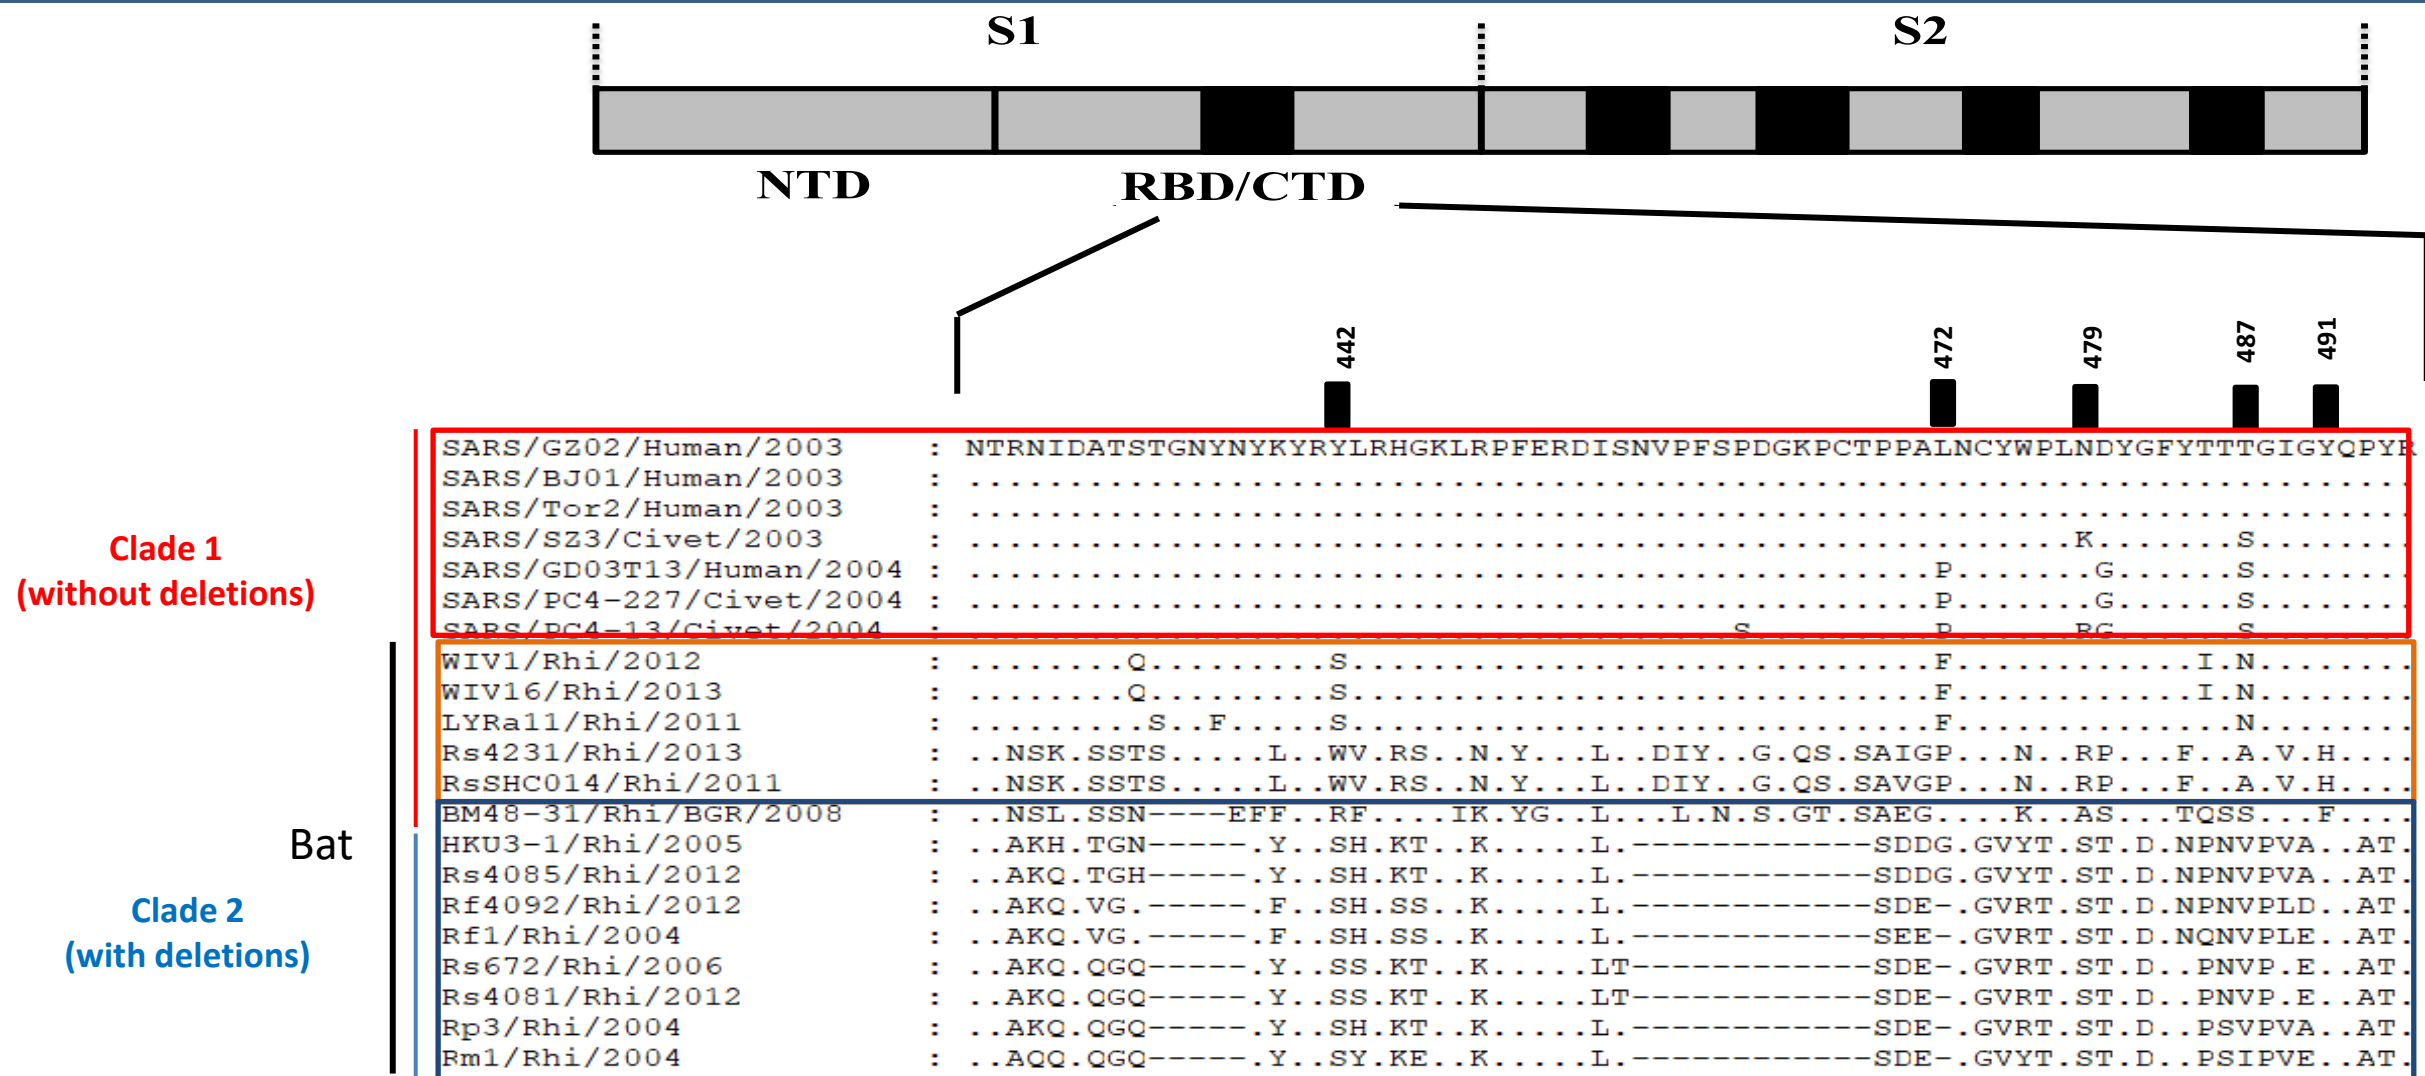 S1 S2
NTD RBD/CTD
442 472 479 487 491
SARS/GZ02/Human/2003 : NTRNIDATSTGNYNYKYRYLRHGKLRPFERDISNVPFSPDGKPCTPPALNCYWPLNDYGFYTTTGIGYQPYR
SARS/BJ01/Human/2003 : ........................................................................
SARS/Tor2/Human/2003 : ........................................................................
SARS/SZ3/Civet/2003 : .......................................................K.......S........
SARS/GD03T13/Human/2004 : ................................................P.......G......S........
SARS/PC4-227/Civet/2004 : ................................................P.......G......S........
SARS/PC4-13/Civet/2004 : ......................................S.........P......RG......S........
WIV1/Rhi/2012 : ........Q.........S.............................F............I.N........
WIV16/Rhi/2013 : ........Q.........S.............................F............I.N........
LYRa11/Rhi/2011 : .........S..F.....S.............................F..............N........
Rs4231/Rhi/2013 : ..NSK.SSTS.....L..WV.RS..N.Y...L..DIY..G.QS.SAIGP...N..RP...F..A.V.H....
RsSHC014/Rhi/2011 : ..NSK.SSTS.....L..WV.RS..N.Y...L..DIY..G.QS.SAVGP...N..RP...F..A.V.H....
BM48-31/Rhi/BGR/2008 : ..NSL.SSN----EFF..RF....IK.YG..L...L.N.S.GT.SAEG....K..AS...TQSS...F....
HKU3-1/Rhi/2005 : ..AKH.TGN-----.Y..SH.KT..K.....L.------------SDDG.GVYT.ST.D.NPNVPVA..AT.
Rs4085/Rhi/2012 : ..AKQ.TGH-----.Y..SH.KT..K.....L.------------SDDG.GVYT.ST.D.NPNVPVA..AT.
Rf4092/Rhi/2012 : ..AKQ.VG.-----.F..SH.SS..K.....L.------------SDE-.GVRT.ST.D.NPNVPLD..AT.
Rf1/Rhi/2004 : ..AKQ.VG.-----.F..SH.SS..K.....L.------------SEE-.GVRT.ST.D.NQNVPLE..AT.
Rs672/Rhi/2006 : ..AKQ.QGQ-----.Y..SS.KT..K.....LT------------SDE-.GVRT.ST.D..PNVP.E..AT.
Rs4081/Rhi/2012 : ..AKQ.QGQ-----.Y..SS.KT..K.....LT------------SDE-.GVRT.ST.D..PNVP.E..AT.
Rp3/Rhi/2004 : ..AKQ.QGQ-----.Y..SH.KT..K.....L.------------SDE-.GVRT.ST.D..PSVPVA..AT.
Rm1/Rhi/2004 : ..AQQ.QGQ-----.Y..SY.KE..K.....L.------------SDE-.GVYT.ST.D..PSIPVE..AT.
Clade 1
(without deletions)
Bat
Clade 2
(with deletions)